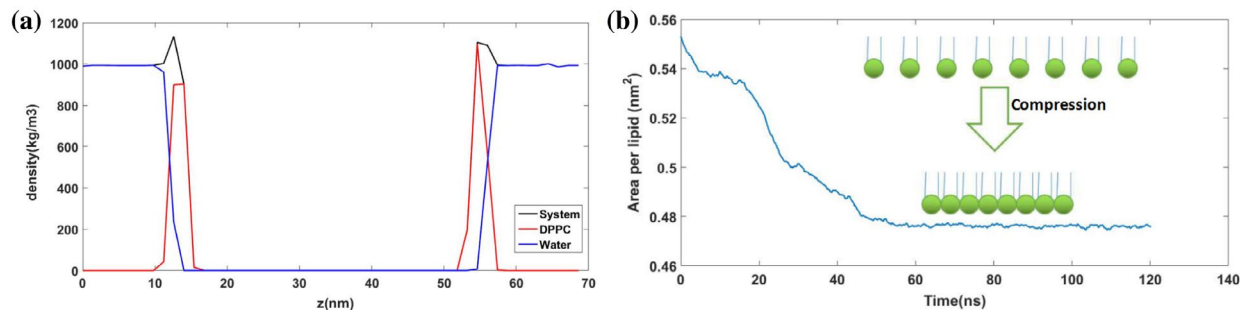 (a)
density(kg/m3)
1200
1000
800
600
400
200
0
0 10 20 30 40 50 60 70
z(nm)
System
DPPC
Water
(b)
Area per lipid (nm2)
0.56
0.54
0.52
0.5
0.48
0.46
0 20 40 60 80 100 120 140
Time(ns)
Compression